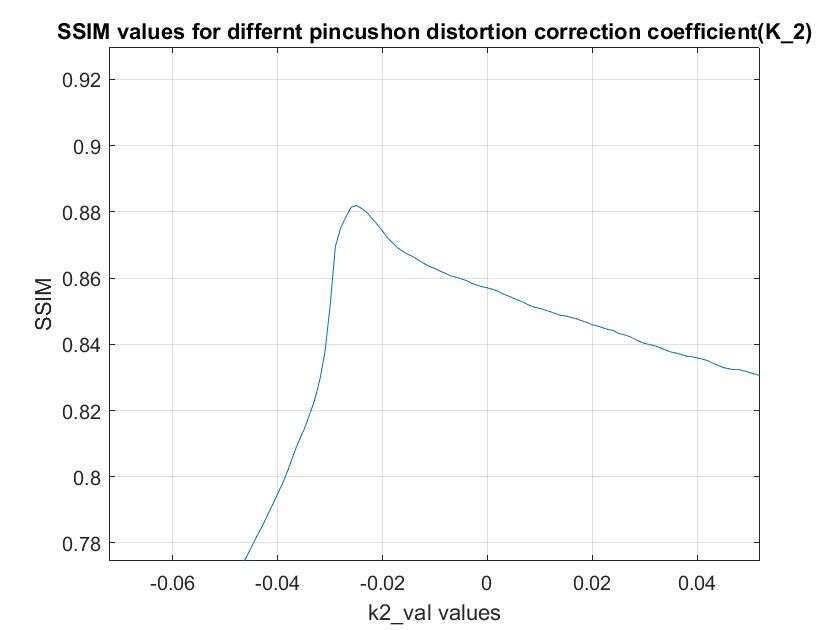 SSIM values for differnt pincushon distortion correction coefficient(K_2)
0.92
0.9
0.88
0.86
0.84
0.82
0.8
0.78
SSIM
-0.06 -0.04 -0.02 0 0.02 0.04
k2_val values